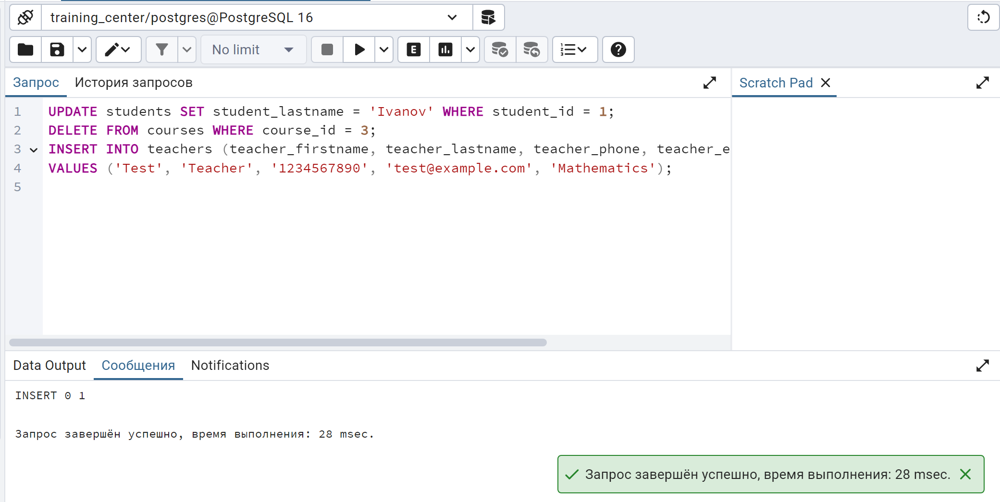 training_center/postgres@PostgreSQL 16
No limit
Запрос История запросов
Scratch Pad
1 UPDATE students SET student_lastname = 'Ivanov' WHERE student_id = 1;
2 DELETE FROM courses WHERE course_id = 3;
3 INSERT INTO teachers (teacher_firstname, teacher_lastname, teacher_phone, teacher_e
4 VALUES ('Test', 'Teacher', '1234567890', 'test@example.com', 'Mathematics');
5
Data Output Сообщения Notifications
INSERT 0 1
Запрос завершён успешно, время выполнения: 28 msec.
Запрос завершён успешно, время выполнения: 28 msec.